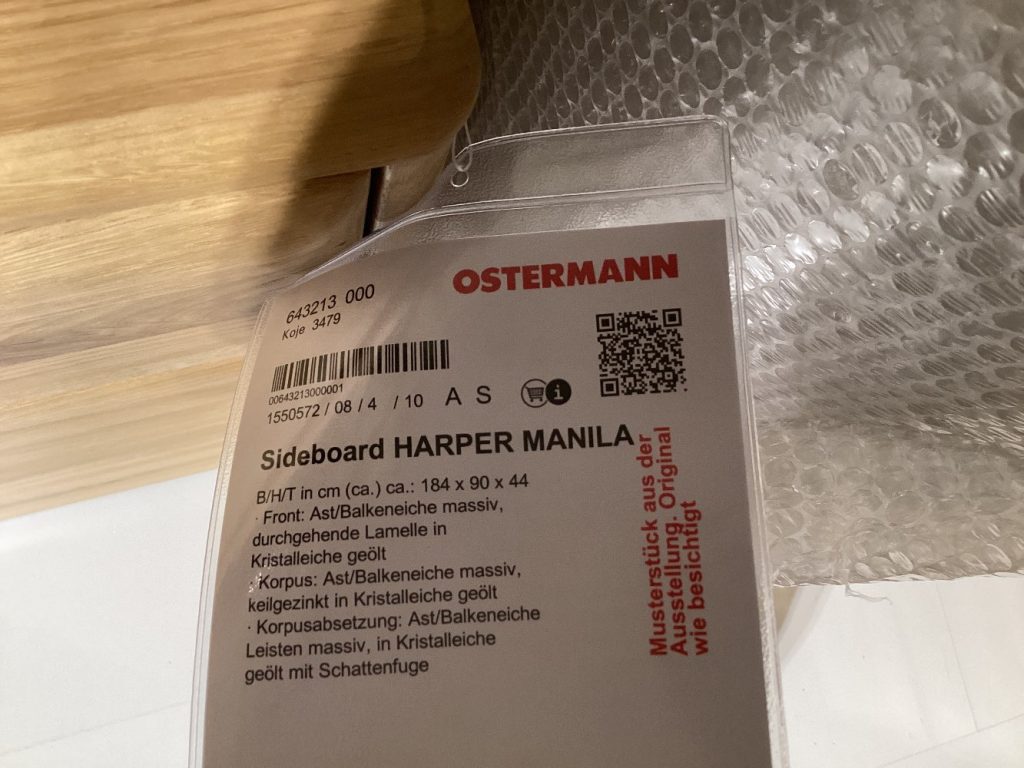 OSTERMANN
643213 000
Koje 3479
00643213000001
1550572 / 08 / 4 / 10 A S
i
Sideboard HARPER MANILA
B/H/T in cm (ca.) ca.: 184 x 90 x 44
· Front: Ast/Balkeneiche massiv,
durchgehende Lamelle in
Kristalleiche geölt
· Korpus: Ast/Balkeneiche massiv,
keilgezinkt in Kristalleiche geölt
· Korpusabsetzung: Ast/Balkeneiche
Leisten massiv, in Kristalleiche
geölt mit Schattenfuge
Musterstück aus der
Ausstellung. Original
wie besichtigt